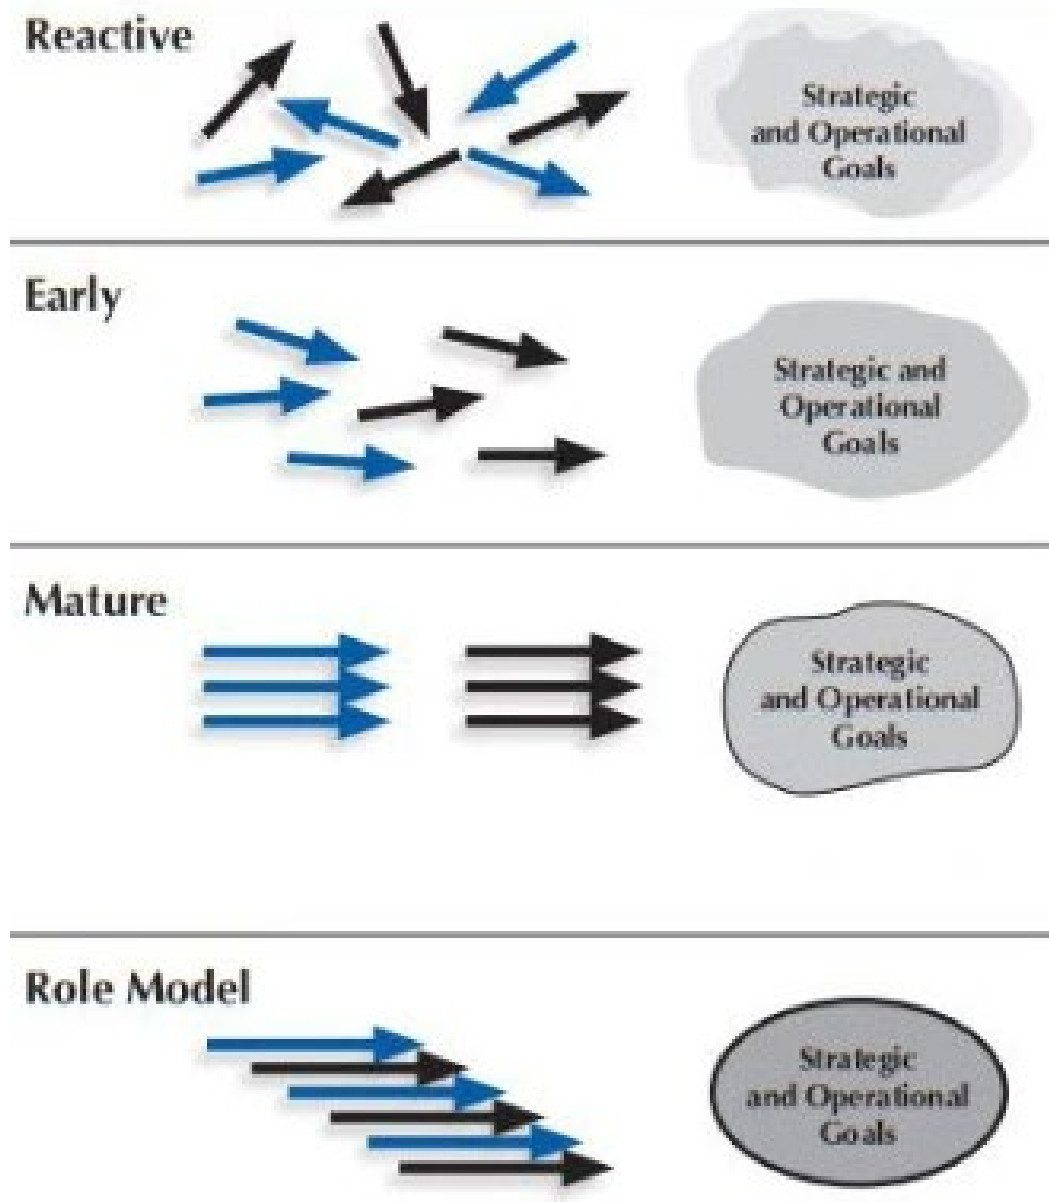 Reactive
Strategic
and Operational
Goals
Early
Strategic and
Operational
Goals
Mature
Strategic
and Operational
Goals
Role Model
Strategic
and Operational
Goals